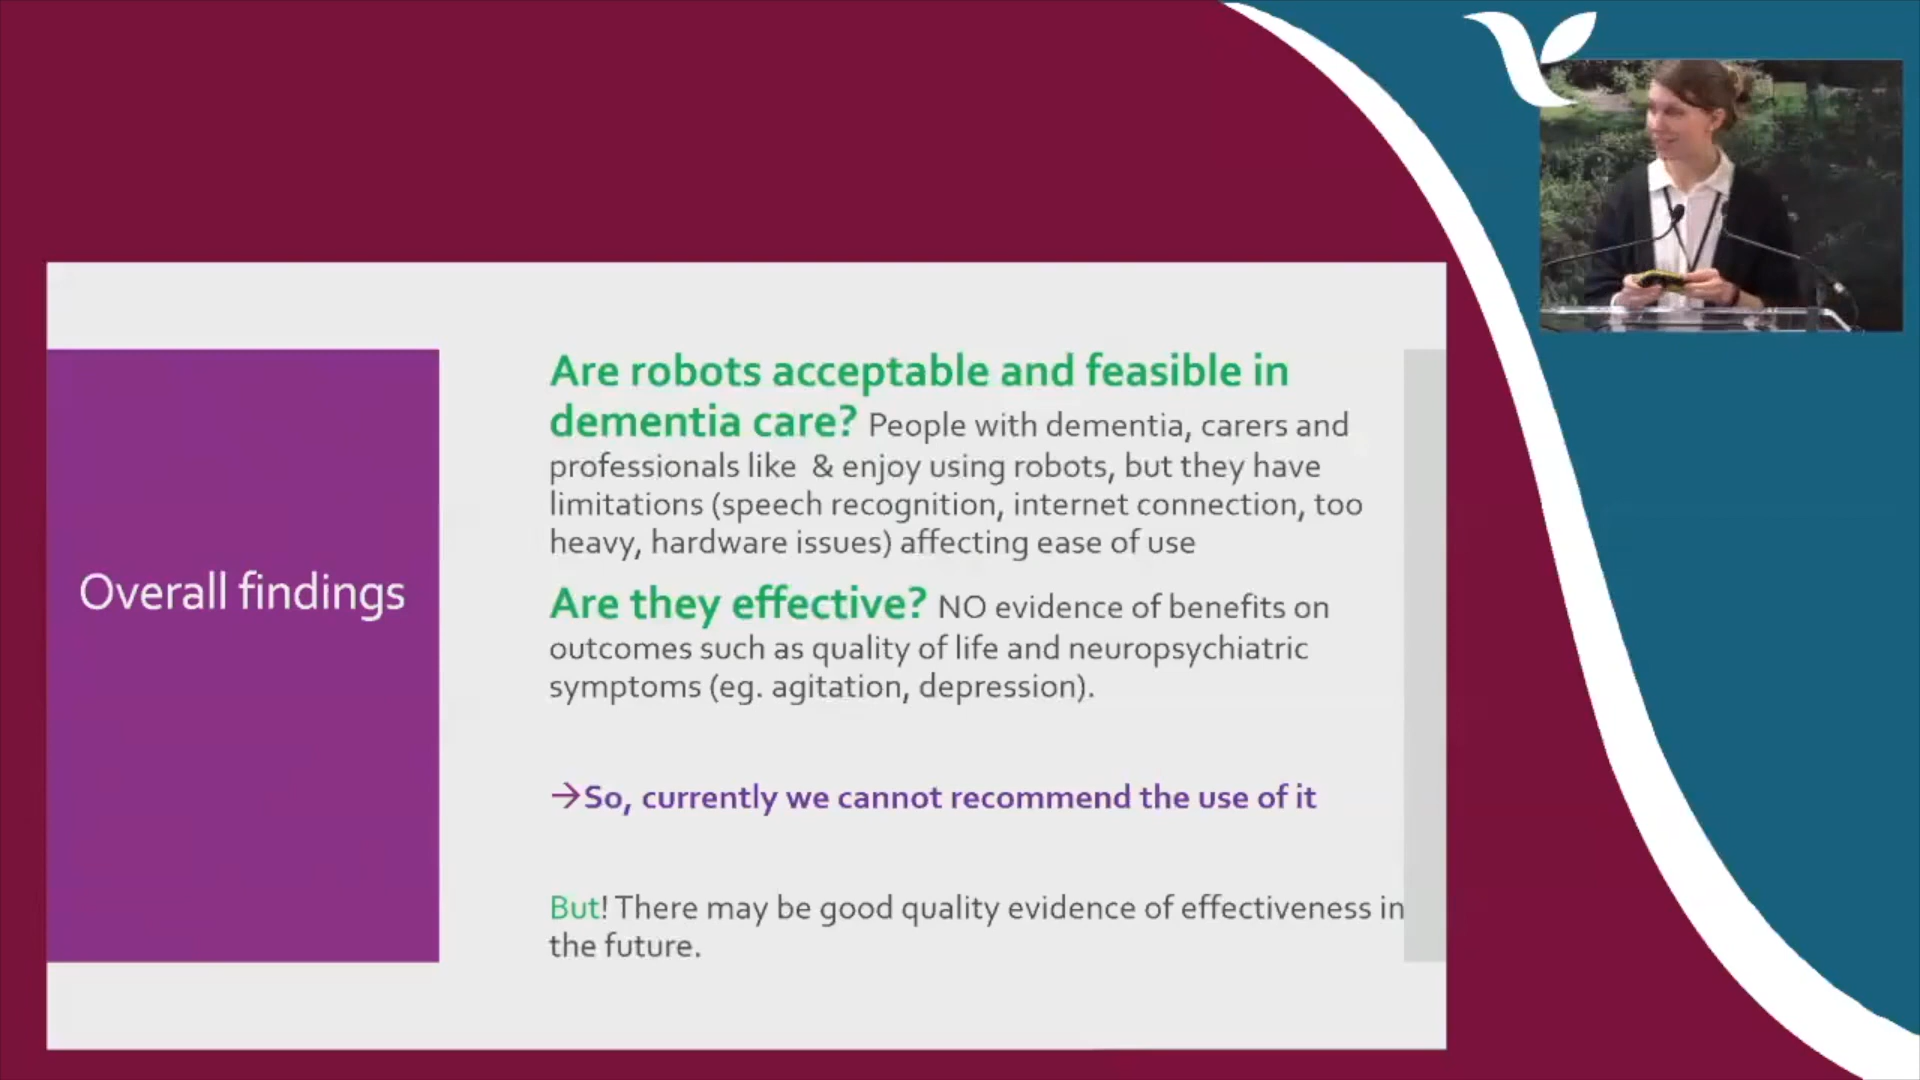 Overall findings
Are robots acceptable and feasible in
dementia care? People with dementia, carers and
professionals like & enjoy using robots, but they have
limitations (speech recognition, internet connection, too
heavy, hardware issues) affecting ease of use
Are they effective? NO evidence of benefits on
outcomes such as quality of life and neuropsychiatric
symptoms (eg. agitation, depression).
→So, currently we cannot recommend the use of it
But! There may be good quality evidence of effectiveness in
the future.